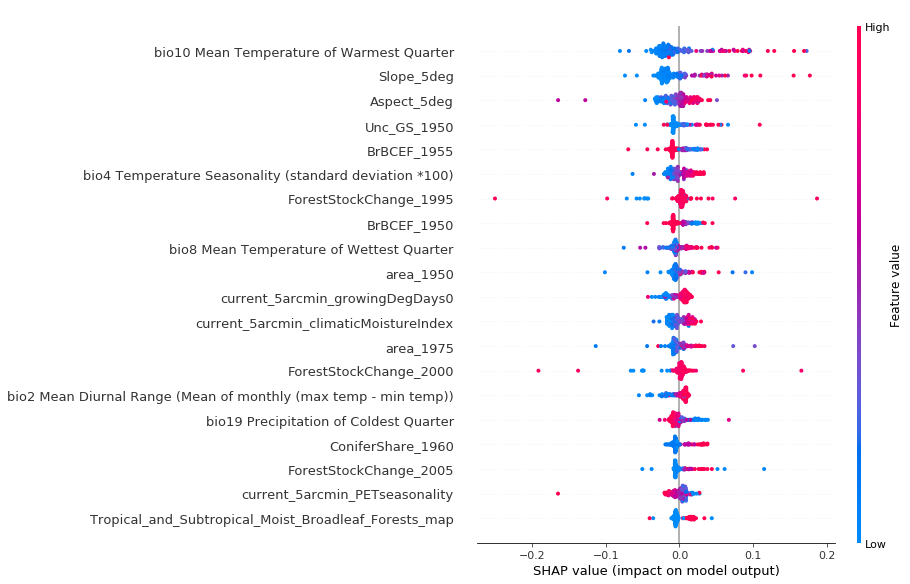 High
bio10 Mean Temperature of Warmest Quarter
Slope_5deg
Aspect_5deg
Unc_GS_1950
BrBCEF_1955
bio4 Temperature Seasonality (standard deviation *100)
ForestStockChange_1995
BrBCEF_1950
bio8 Mean Temperature of Wettest Quarter
area_1950
current_5arcmin_growingDegDays0
current_5arcmin_climaticMoistureIndex
area_1975
ForestStockChange_2000
bio2 Mean Diurnal Range (Mean of monthly (max temp - min temp))
bio19 Precipitation of Coldest Quarter
ConiferShare_1960
ForestStockChange_2005
current_5arcmin_PETseasonality
Tropical_and_Subtropical_Moist_Broadleaf_Forests_map
Feature value
Low
−0.2 −0.1 0.0 0.1 0.2
SHAP value (impact on model output)